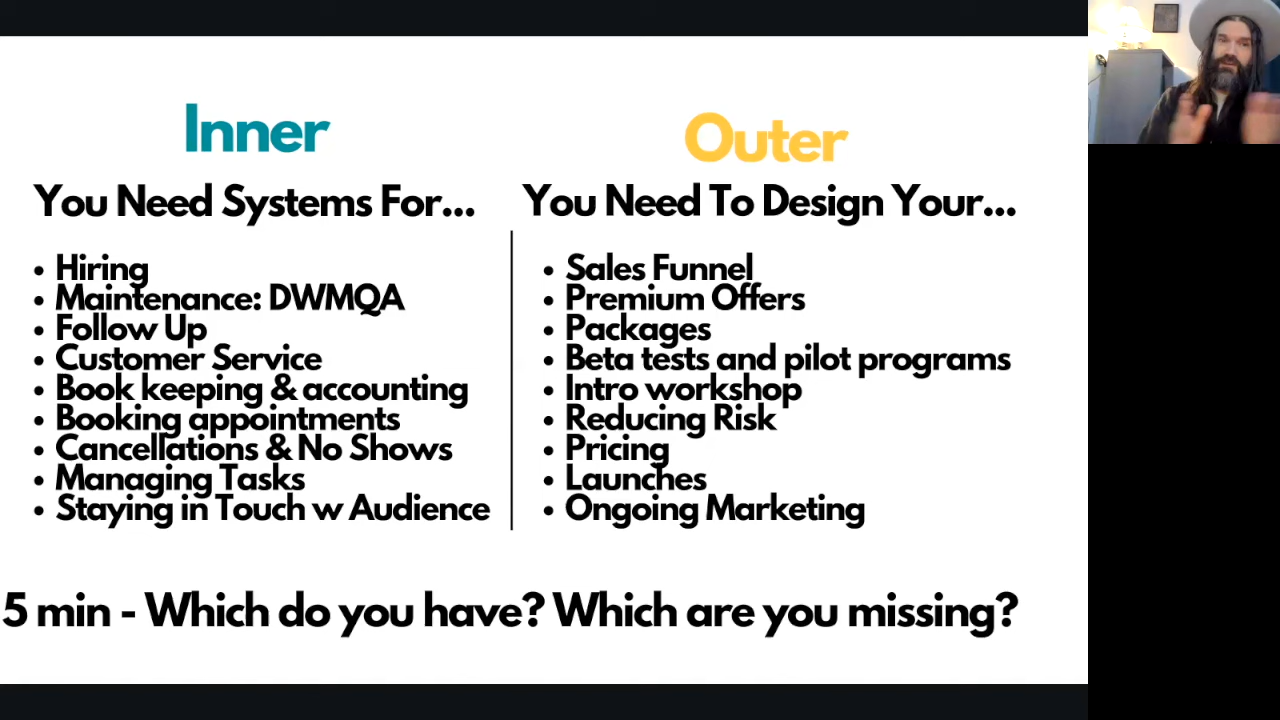 Inner
You Need Systems For...
• Hiring
• Maintenance: DWMQA
• Follow Up
• Customer Service
• Book keeping & accounting
• Booking appointments
• Cancellations & No Shows
• Managing Tasks
• Staying in Touch w Audience
Outer
You Need To Design Your...
• Sales Funnel
• Premium Offers
• Packages
• Beta tests and pilot programs
• Intro workshop
• Reducing Risk
• Pricing
• Launches
• Ongoing Marketing
5 min - Which do you have? Which are you missing?